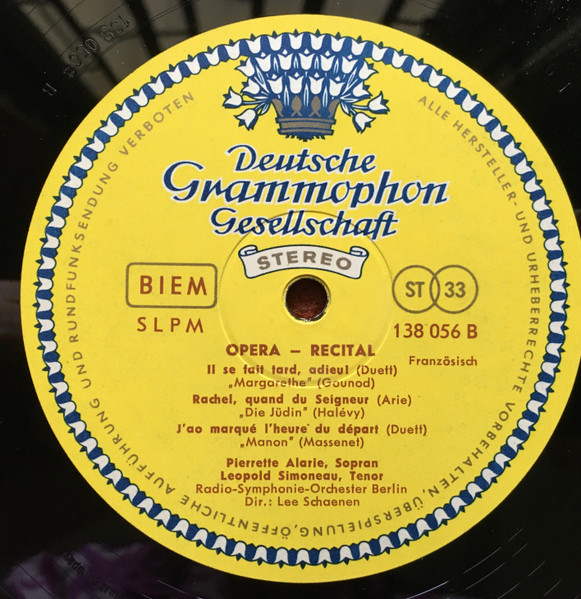 Deutsche
Grammophon
Gesellschaft
STEREO
BIEM
SLPM
ST 33
138 056 B
OPERA – RECITAL
Französisch
Il se fait tard, adieu! (Duett)
„Margarethe" (Gounod)
Rachel, quand du Seigneur (Arie)
„Die Jüdin" (Halévy)
J'ao marqué l'heure du départ (Duett)
„Manon" (Massenet)
Pierrette Alarie, Sopran
Leopold Simoneau, Tenor
Radio-Symphonie-Orchester Berlin
Dir.: Lee Schaenen
ALLE HERSTELLER- UND URHEBERRECHTE VORBEHALTEN, ÜBERSPIELUNG, ÖFFENTLICHE AUFFÜHRUNG UND RUNDFUNKSENDUNG VERBOTEN